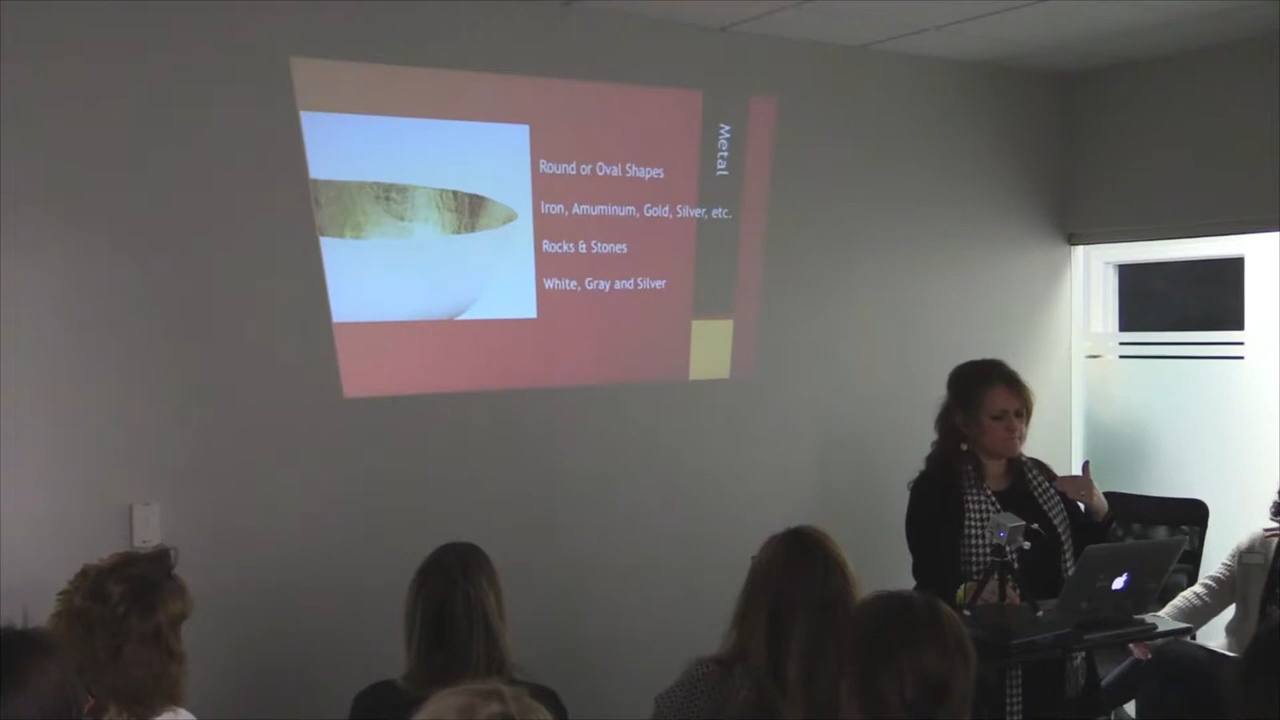 Metal
Round or Oval Shapes
Iron, Amuminum, Gold, Silver, etc.
Rocks & Stones
White, Gray and Silver